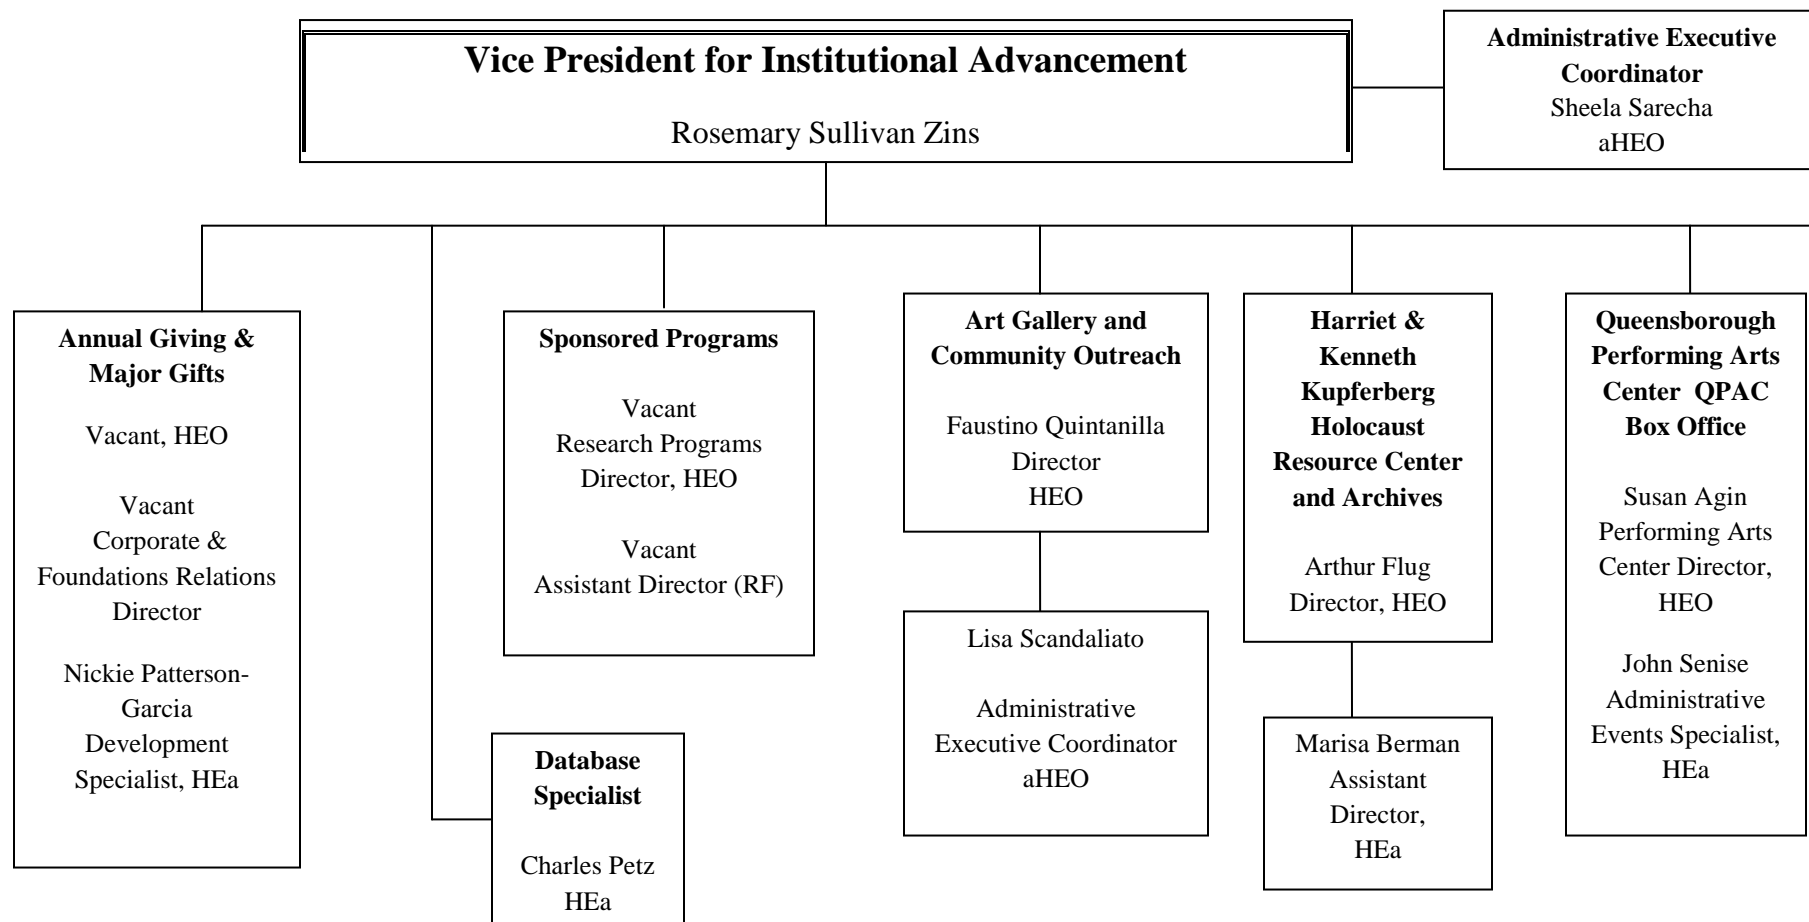 Vice President for Institutional Advancement
Rosemary Sullivan Zins
Administrative Executive
Coordinator
Sheela Sarecha
aHEO
Annual Giving &
Major Gifts
Vacant, HEO
Vacant
Corporate &
Foundations Relations
Director
Nickie Patterson-
Garcia
Development
Specialist, HEa
Database
Specialist
Charles Petz
HEa
Sponsored Programs
Vacant
Research Programs
Director, HEO
Vacant
Assistant Director (RF)
Art Gallery and
Community Outreach
Faustino Quintanilla
Director
HEO
Lisa Scandaliato
Administrative
Executive Coordinator
aHEO
Harriet &
Kenneth
Kupferberg
Holocaust
Resource Center
and Archives
Arthur Flug
Director, HEO
Marisa Berman
Assistant
Director,
HEa
Queensborough
Performing Arts
Center  QPAC
Box Office
Susan Agin
Performing Arts
Center Director,
HEO
John Senise
Administrative
Events Specialist,
HEa